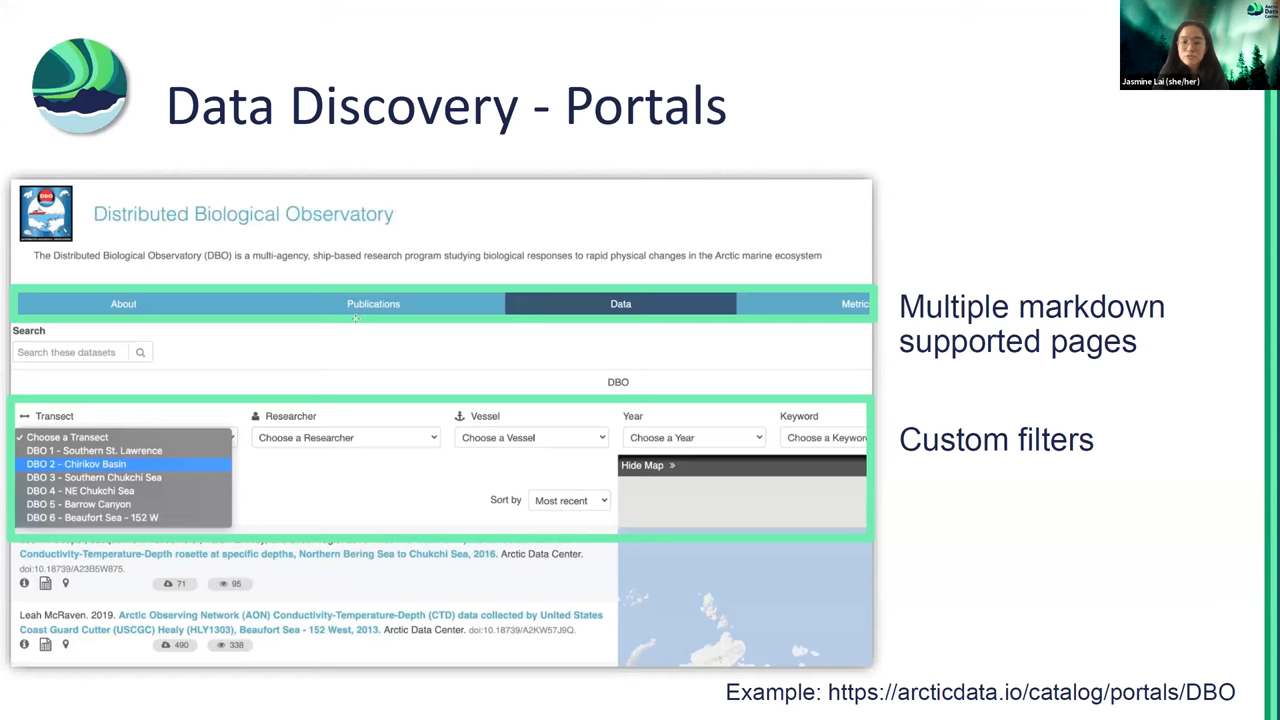 Arctic
Data
Center
Jasmine Lai (she/her)
Data Discovery - Portals
DBO
Distributed Biological Observatory
The Distributed Biological Observatory (DBO) is a multi-agency, ship-based research program studying biological responses to rapid physical changes in the Arctic marine ecosystem
About Publications Data Metric
Multiple markdown
supported pages
Search
Search these datasets
DBO
Transect Researcher Vessel Year Keyword
Choose a Transect Choose a Researcher Choose a Vessel Choose a Year Choose a Keyword
DBO 1 - Southern St. Lawrence
DBO 2 - Chirikov Basin
DBO 3 - Southern Chukchi Sea
DBO 4 - NE Chukchi Sea
DBO 5 - Barrow Canyon
DBO 6 - Beaufort Sea - 152 W
Custom filters
Hide Map »
Sort by Most recent
Conductivity-Temperature-Depth rosette at specific depths, Northern Bering Sea to Chukchi Sea, 2016. Arctic Data Center.
doi:10.18739/A23B5W875.
71 95
Leah McRaven. 2019. Arctic Observing Network (AON) Conductivity-Temperature-Depth (CTD) data collected by United States
Coast Guard Cutter (USCGC) Healy (HLY1303), Beaufort Sea - 152 West, 2013. Arctic Data Center. doi:10.18739/A2KW57J9Q.
490 338
Example: https://arcticdata.io/catalog/portals/DBO